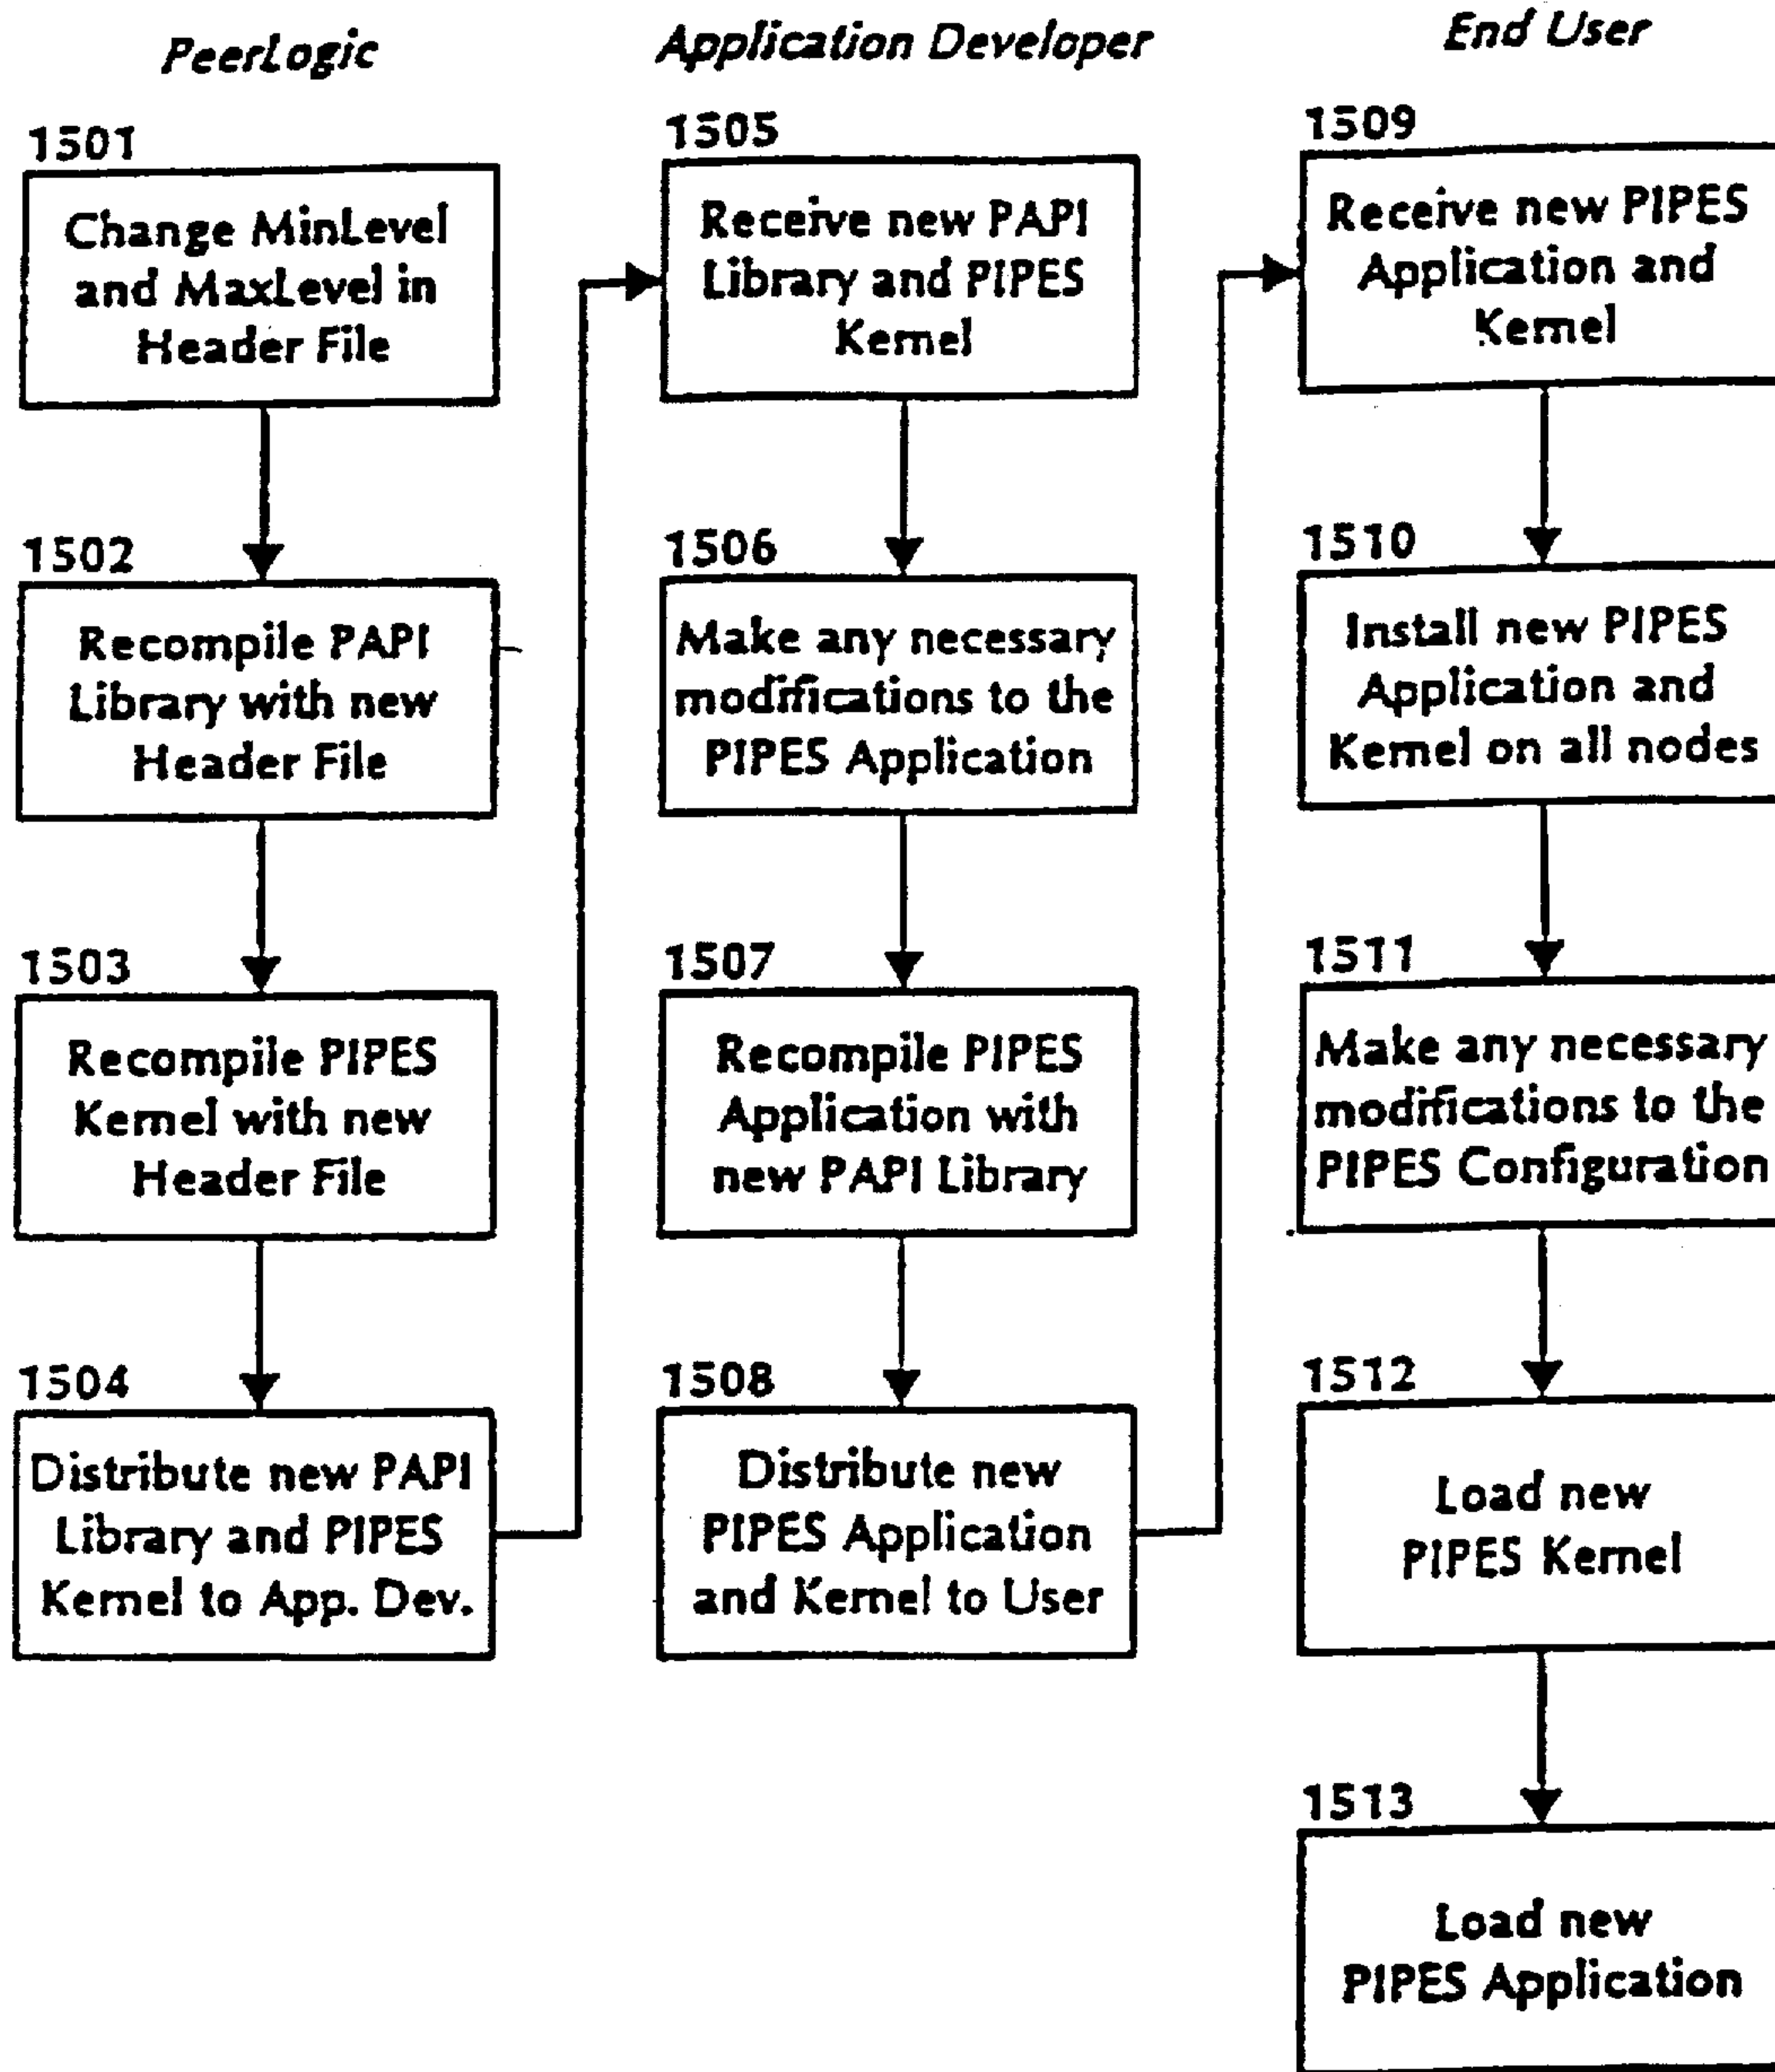 PeerLogic
1501
Change MinLevel
and MaxLevel in
Header File
1502
Recompile PAPI
Library with new
Header File
1503
Recompile PIPES
Kernel with new
Header File
1504
Distribute new PAPI
Library and PIPES
Kernel to App. Dev.
Application Developer
1505
Receive new PAPI
Library and PIPES
Kernel
1506
Make any necessary
modifications to the
PIPES Application
1507
Recompile PIPES
Application with
new PAPI Library
1508
Distribute new
PIPES Application
and Kernel to User
End User
1509
Receive new PIPES
Application and
Kernel
1510
Install new PIPES
Application and
Kernel on all nodes
1511
Make any necessary
modifications to the
PIPES Configuration
1512
Load new
PIPES Kernel
1513
Load new
PIPES Application